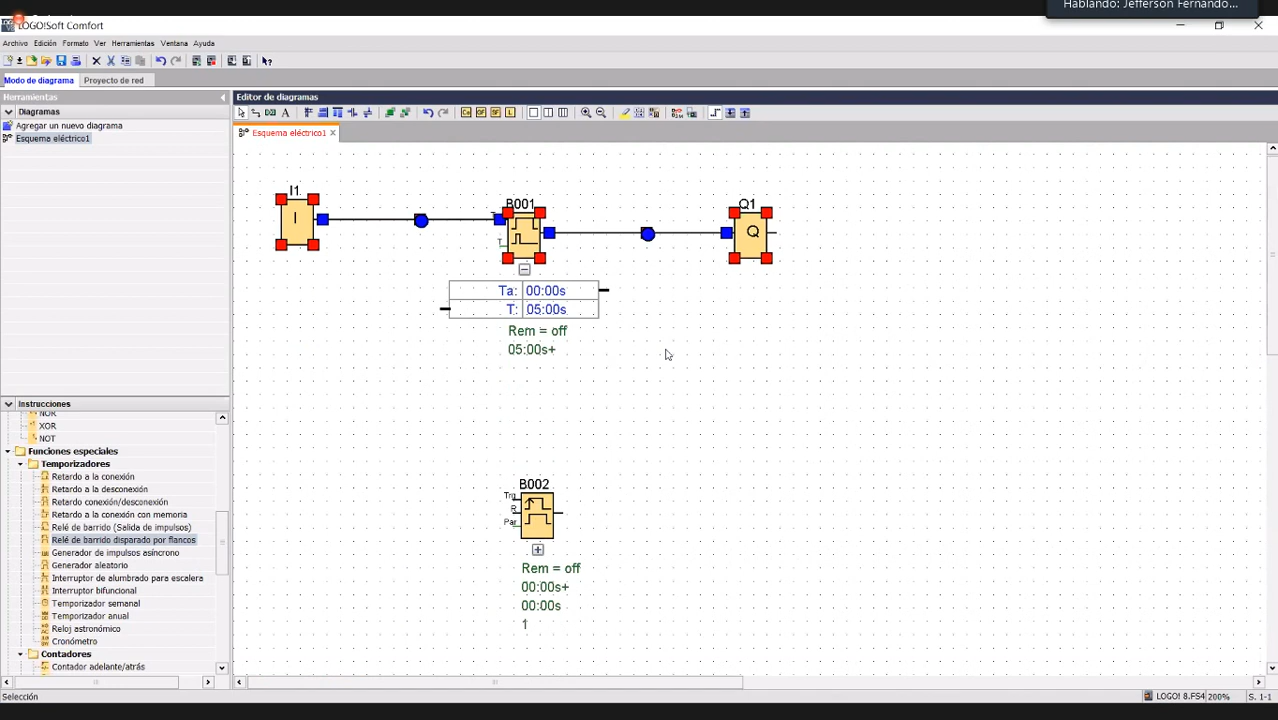 Hablando: Jefferson Fernando...
LOGO!Soft Comfort
Archivo Edición Formato Ver Herramientas Ventana Ayuda
Modo de diagrama Proyecto de red
Herramientas
Editor de diagramas
Diagramas
Agregar un nuevo diagrama
Esquema eléctrico1
Esquema eléctrico1
I1
I
B001
T
Q1
Q
Ta: 00:00s
T: 05:00s
Rem = off
05:00s+
B002
Trg
R
Par
Rem = off
00:00s+
00:00s
Instrucciones
NOR
XOR
NOT
Funciones especiales
Temporizadores
Retardo a la conexión
Retardo a la desconexión
Retardo conexión/desconexión
Retardo a la conexión con memoria
Relé de barrido (Salida de impulsos)
Relé de barrido disparado por flancos
Generador de impulsos asíncrono
Generador aleatorio
Interruptor de alumbrado para escalera
Interruptor bifuncional
Temporizador semanal
Temporizador anual
Reloj astronómico
Cronómetro
Contadores
Contador adelante/atrás
Selección
LOGO! 8.FS4 200%
S. 1-1